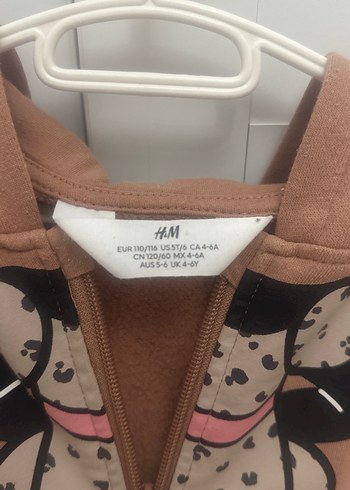 H&M
EUR 110/116 US 5T/6 CA 4-6A
CN 120/60 MX 4-6A
AUS 5-6 UK 4-6Y